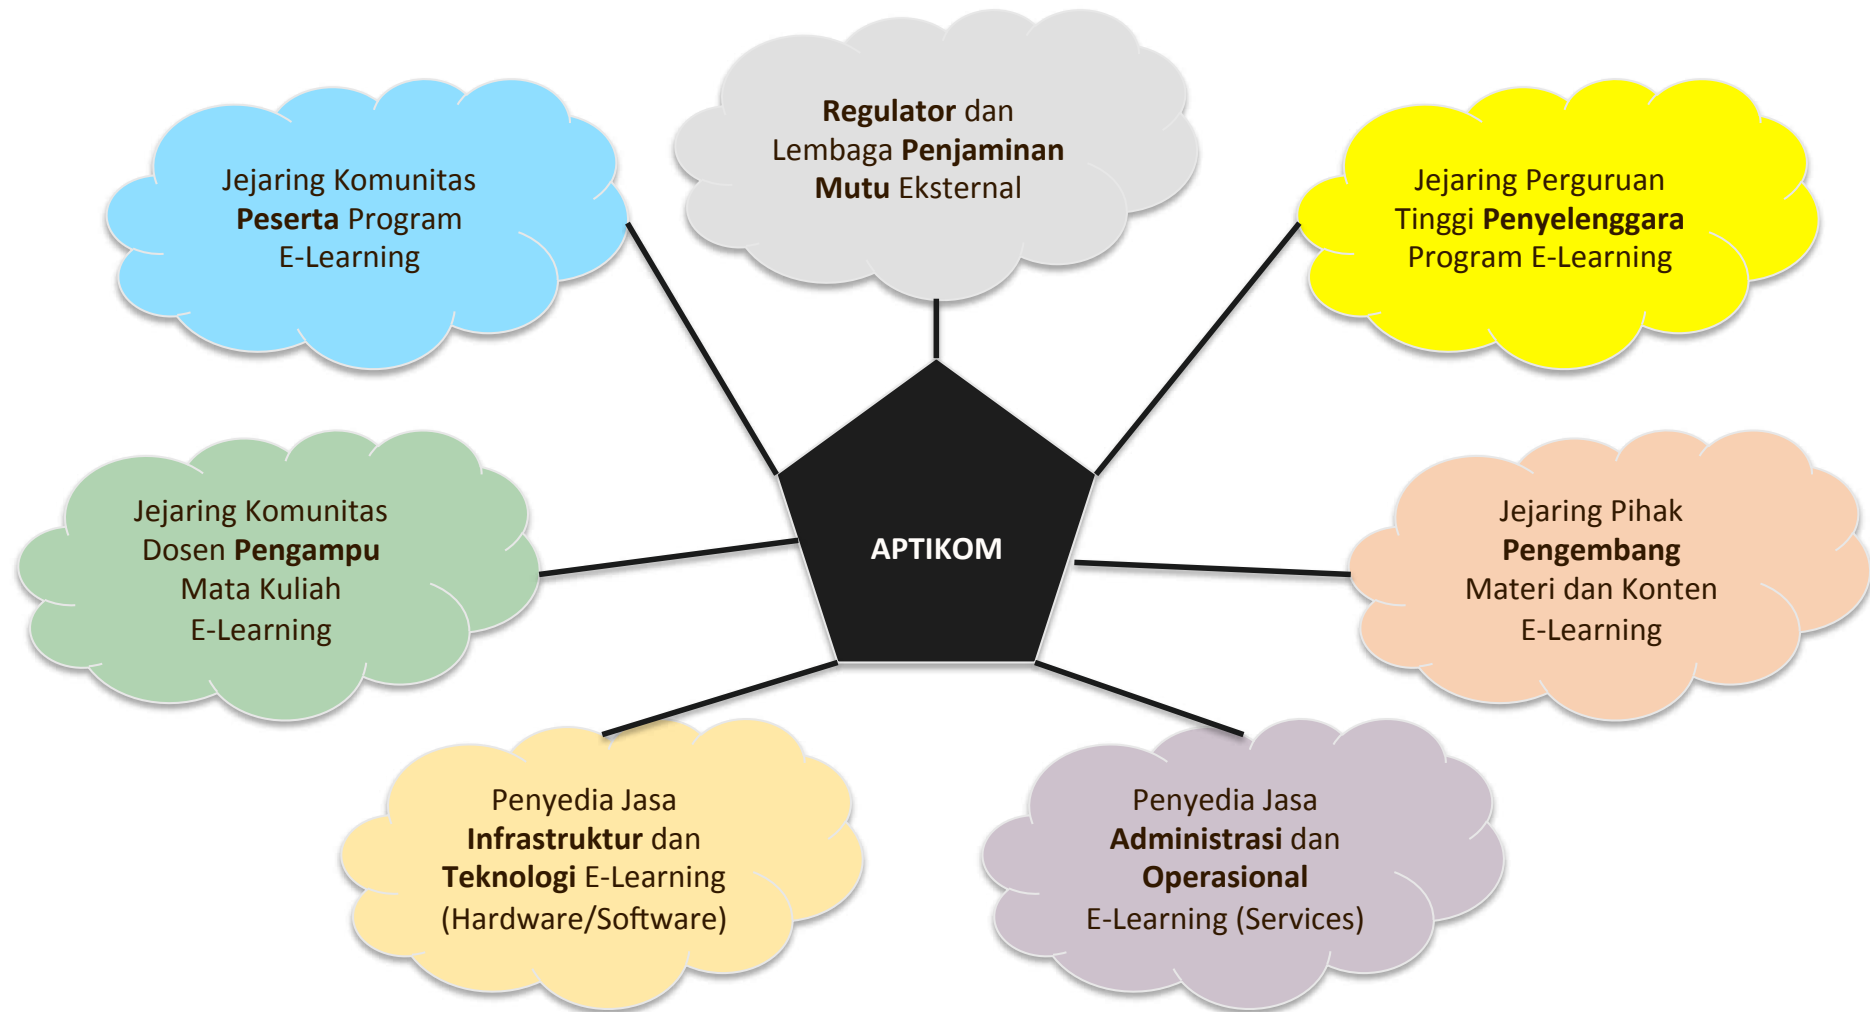 Regulator dan
Lembaga Penjaminan
Mutu Eksternal
Jejaring Komunitas
Peserta Program
E-Learning
Jejaring Perguruan
Tinggi Penyelenggara
Program E-Learning
Jejaring Komunitas
Dosen Pengampu
Mata Kuliah
E-Learning
APTIKOM
Jejaring Pihak
Pengembang
Materi dan Konten
E-Learning
Penyedia Jasa
Infrastruktur dan
Teknologi E-Learning
(Hardware/Software)
Penyedia Jasa
Administrasi dan
Operasional
E-Learning (Services)